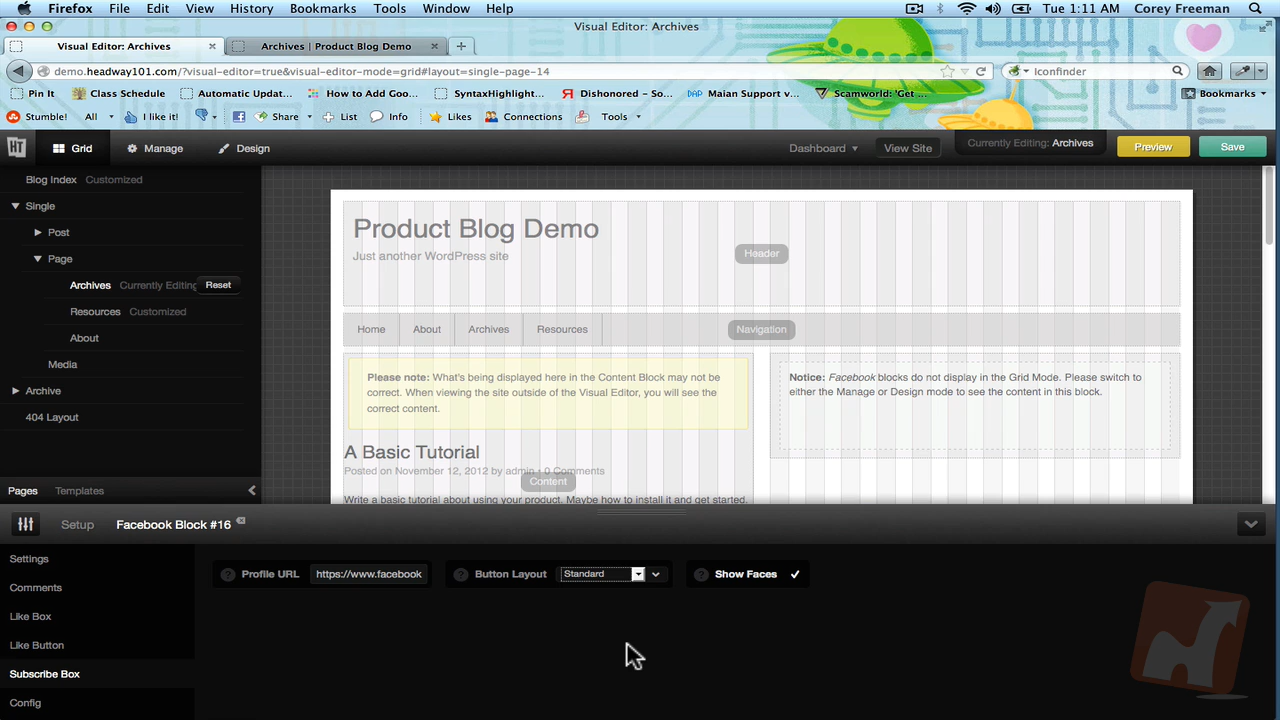 Firefox File Edit View History Bookmarks Tools Window Help Tue 1:11 AM Corey Freeman
Visual Editor: Archives
Visual Editor: Archives Archives | Product Blog Demo
demo.headway101.com/?visual-editor=true&visual-editor-mode=grid#layout=single-page-14 Iconfinder
Pin It Class Schedule Automatic Updat... How to Add Goo... SyntaxHighlight... Dishonored - So... DAP Maian Support v... Scamworld: 'Get ... Bookmarks
Stumble! All I like it! Share List Info Likes Connections Tools
HT Grid Manage Design Dashboard View Site Currently Editing: Archives Preview Save
Blog Index Customized
Single
Post
Page
Archives Currently Editing Reset
Resources Customized
About
Media
Archive
404 Layout
Pages Templates
Product Blog Demo
Just another WordPress site
Header
Home About Archives Resources Navigation
Please note: What's being displayed here in the Content Block may not be
correct. When viewing the site outside of the Visual Editor, you will see the
correct content.
Notice: Facebook blocks do not display in the Grid Mode. Please switch to
either the Manage or Design mode to see the content in this block.
A Basic Tutorial
Posted on November 12, 2012 by admin · 0 Comments
Content
Write a basic tutorial about using your product. Maybe how to install it and get started.
Setup Facebook Block #16
Settings
Comments
Like Box
Like Button
Subscribe Box
Config
? Profile URL https://www.facebook ? Button Layout Standard ? Show Faces